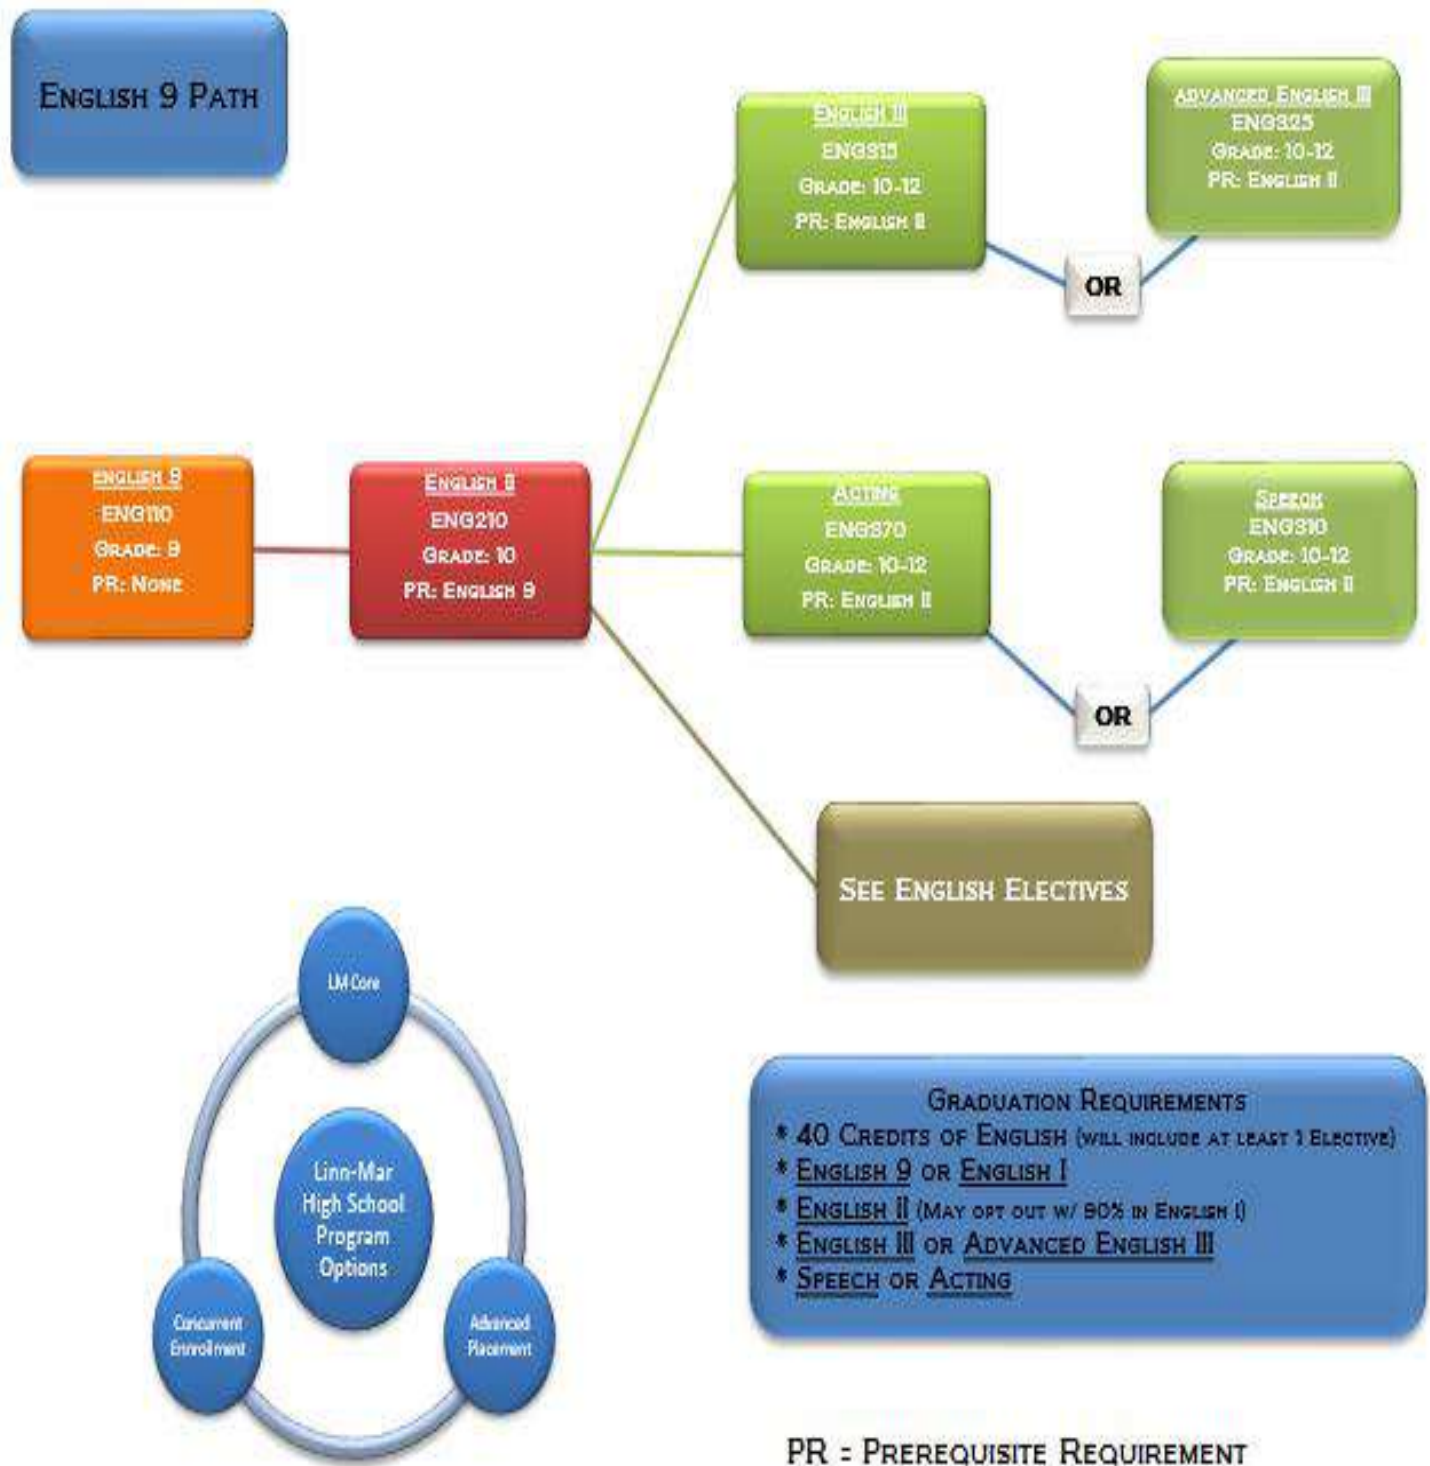 ENGLISH 9 PATH
ENGLISH III
ENG315
GRADE: 10-12
PR: ENGLISH II
ADVANCED ENGLISH III
ENG325
GRADE: 10-12
PR: ENGLISH II
OR
ENGLISH 9
ENG110
GRADE: 9
PR: NONE
ENGLISH II
ENG210
GRADE: 10
PR: ENGLISH 9
ACTING
ENG370
GRADE: 10-12
PR: ENGLISH II
SPEECH
ENG310
GRADE: 10-12
PR: ENGLISH II
OR
SEE ENGLISH ELECTIVES
LM Core
Linn-Mar
High School
Program
Options
Concurrent
Enrollment
Advanced
Placement
GRADUATION REQUIREMENTS
* 40 CREDITS OF ENGLISH (WILL INCLUDE AT LEAST 1 ELECTIVE)
* ENGLISH 9 OR ENGLISH I
* ENGLISH II (MAY OPT OUT W/ 90% IN ENGLISH I)
* ENGLISH III OR ADVANCED ENGLISH III
* SPEECH OR ACTING
PR = PREREQUISITE REQUIREMENT